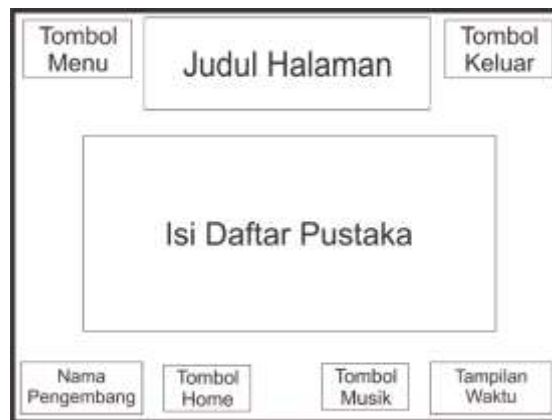 Tombol
Menu
Judul Halaman
Tombol
Keluar
Isi Daftar Pustaka
Nama
Pengembang
Tombol
Home
Tombol
Musik
Tampilan
Waktu